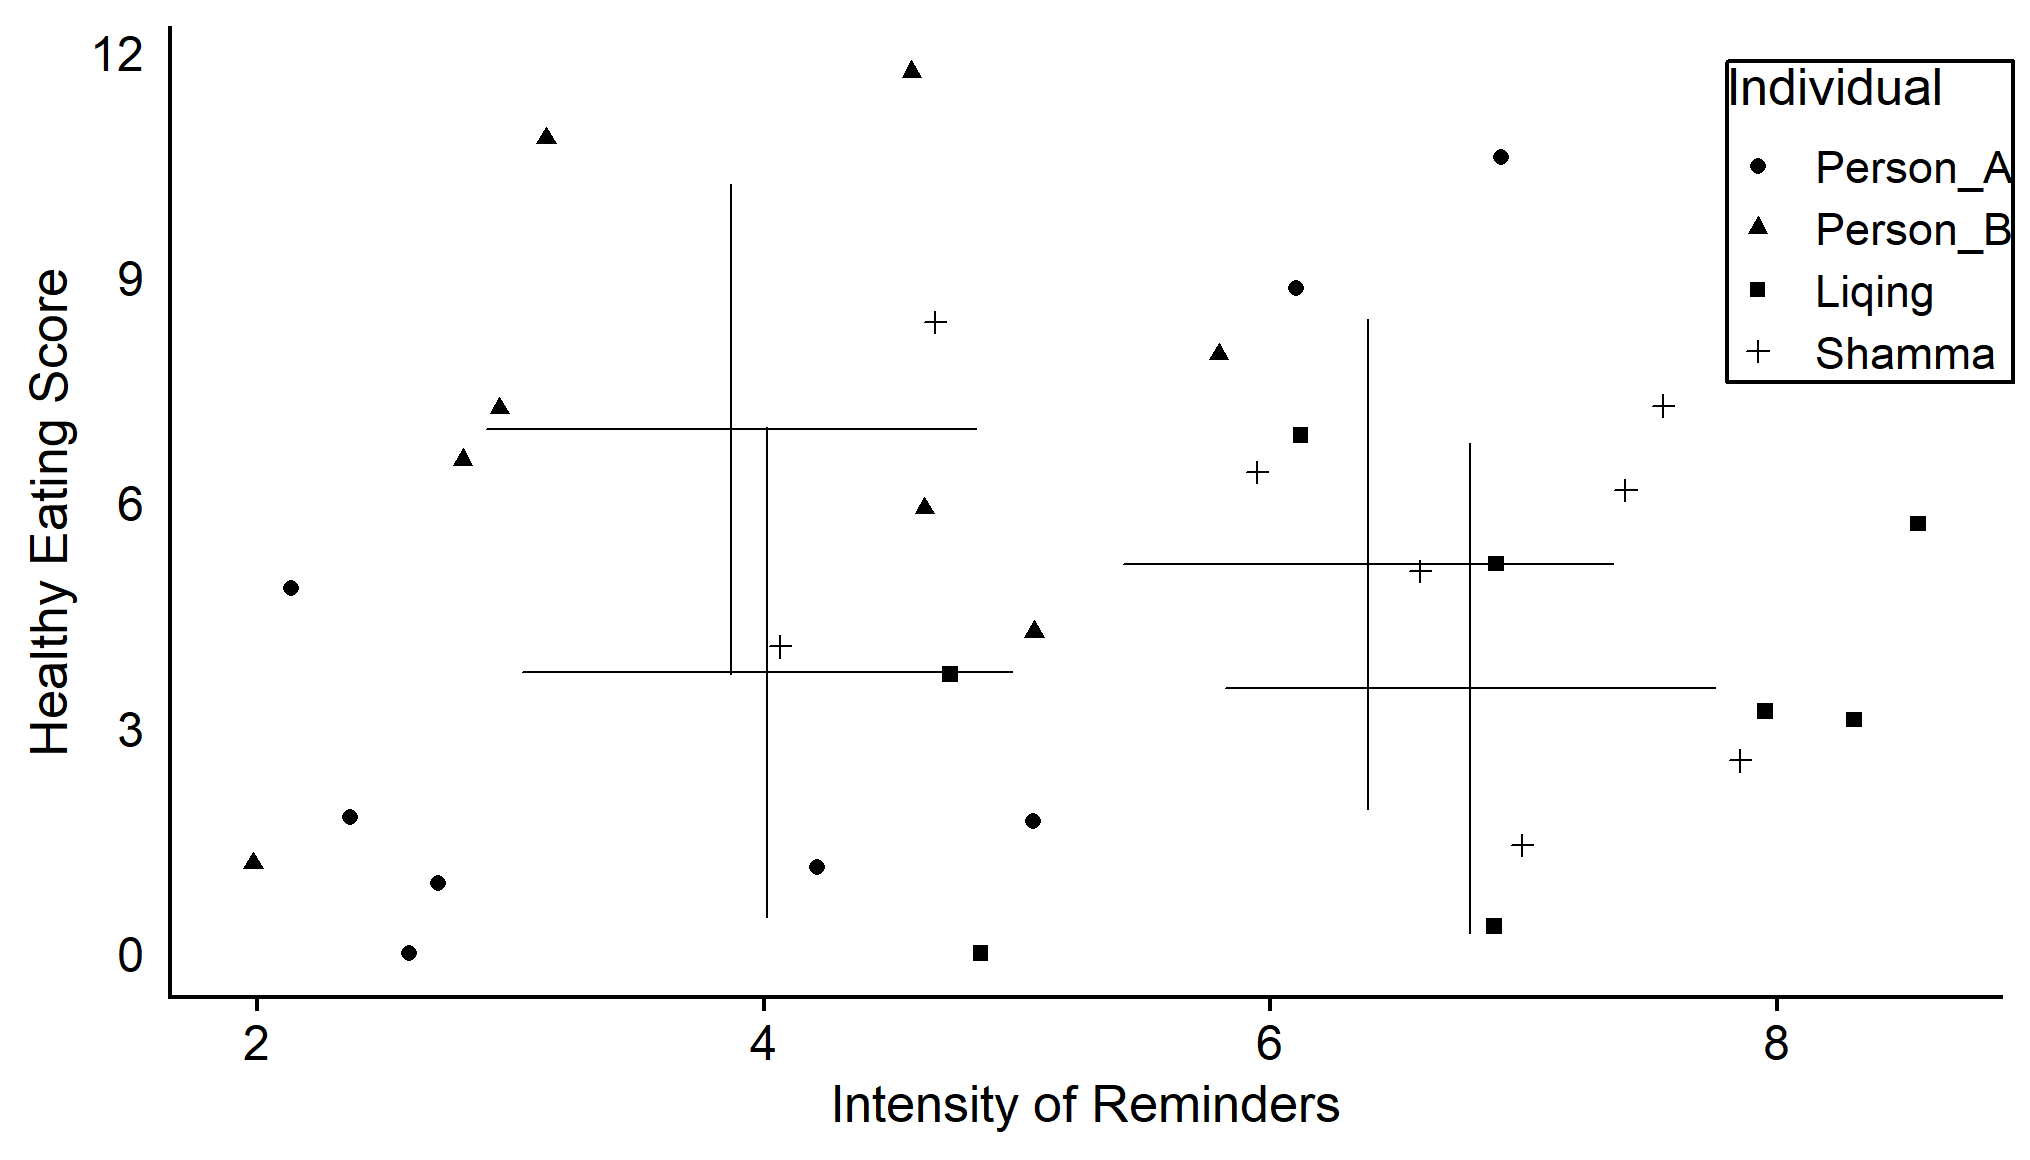 12
9
6
3
0
Healthy Eating Score
2 4 6 8
Intensity of Reminders
Individual
Person_A
Person_B
Liqing
Shamma